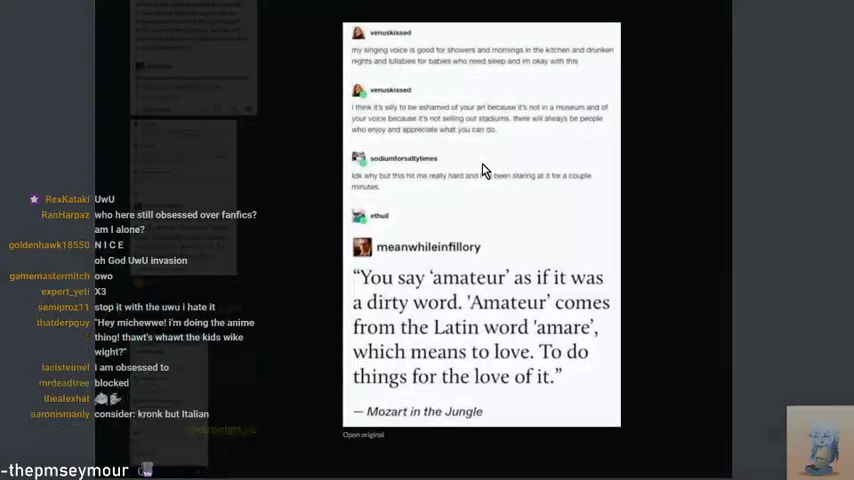 venuskissed
my singing voice is good for showers and mornings in the kitchen and drunken
nights and lullabies for babies who need sleep and im okay with this
venuskissed
i think it's silly to be ashamed of your art because it's not in a museum and of
your voice because it's not selling out stadiums. there will always be people
who enjoy and appreciate what you can do.
sodiumforsaltytimes
Idk why but this hit me really hard and been staring at it for a couple
minutes.
ethuil
meanwhileinfillory
“You say ‘amateur’ as if it was
a dirty word. 'Amateur’ comes
from the Latin word 'amare’,
which means to love. To do
things for the love of it.”
— Mozart in the Jungle
Open original
RexKataki UwU
RanHarpaz who here still obsessed over fanfics?
am I alone?
goldenhawk18550 N I C E
oh God UwU invasion
gamemastermitch owo
expert_yeti X3
semiproz11 stop it with the uwu i hate it
thatderpguy "Hey michewwe! i'm doing the anime
thing! thawt's whawt the kids wike
wight?"
lacisteimel I am obsessed to
mrdeadtree blocked
thealexhat
aaronismanly consider: kronk but Italian
-thepmseymour